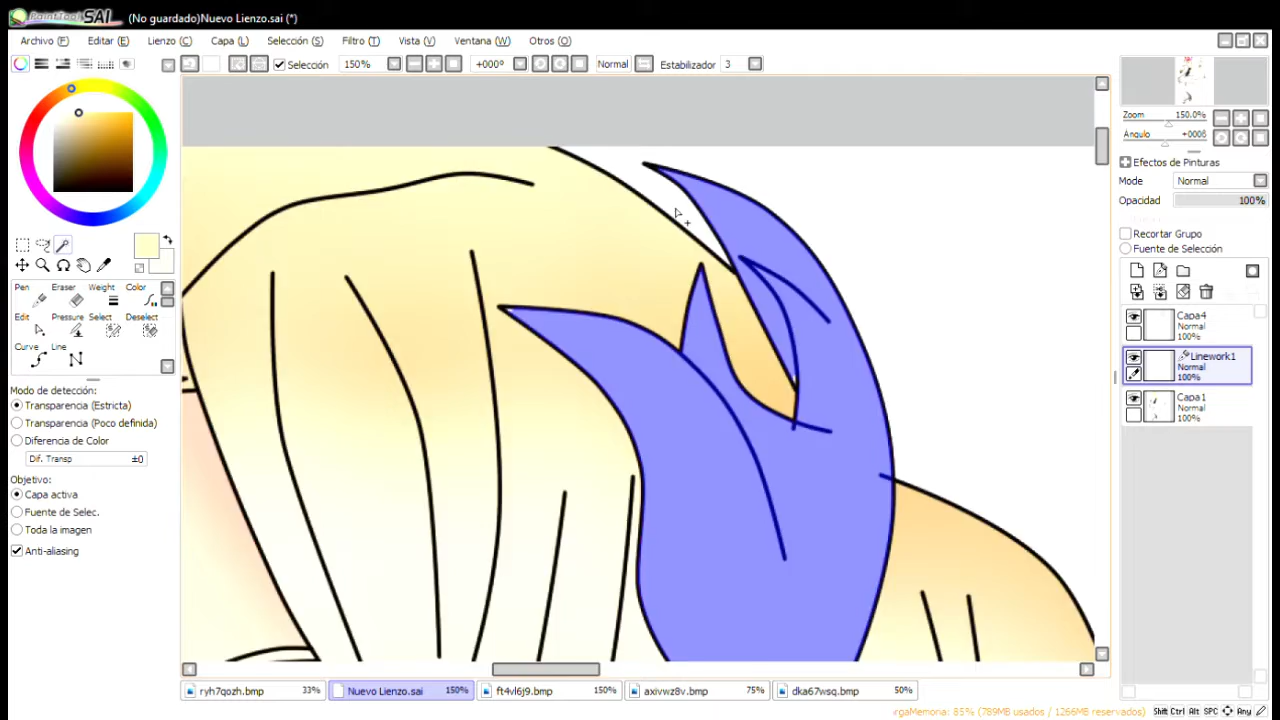 PaintTool SAI (No guardado)Nuevo Lienzo.sai (*)
Archivo (F) Editar (E) Lienzo (C) Capa (L) Selección (S) Filtro (T) Vista (V) Ventana (W) Otros (O)
Selección 150% +000° Normal Estabilizador 3
Zoom 150.0%
Angulo
Efectos de Pinturas
Mode Normal
Opacidad 100%
Recortar Grupo
Fuente de Selección
Pen Eraser Weight Color
Edit Pressure Select Deselect
Curve Line
Modo de detección:
Transparencia (Estricta)
Transparencia (Poco definida)
Diferencia de Color
Dif. Transp ±0
Objetivo:
Capa activa
Fuente de Selec.
Toda la imagen
Anti-aliasing
Capa4
Normal
100%
Linework1
Normal
100%
Capa1
Normal
100%
ryh7qozh.bmp 33% Nuevo Lienzo.sai 150% ft4vl6j9.bmp 150% axivwz8v.bmp 75% dka67wsq.bmp 50%
rgaMemoria: 85% (789MB usados / 1266MB reservados) Shift Ctrl Alt SPC Any